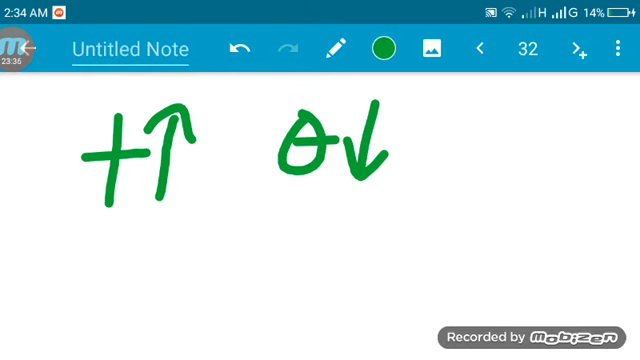 2:34 AM H G 14%
23:36 Untitled Note 32
+↑ θ↓
Recorded by mobizen